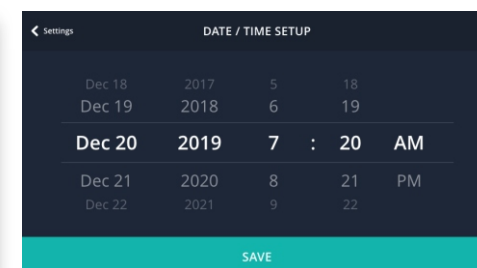 Settings DATE / TIME SETUP
Dec 18 2017 5 18
Dec 19 2018 6 19
Dec 20 2019 7 : 20 AM
Dec 21 2020 8 21 PM
Dec 22 2021 9 22
SAVE